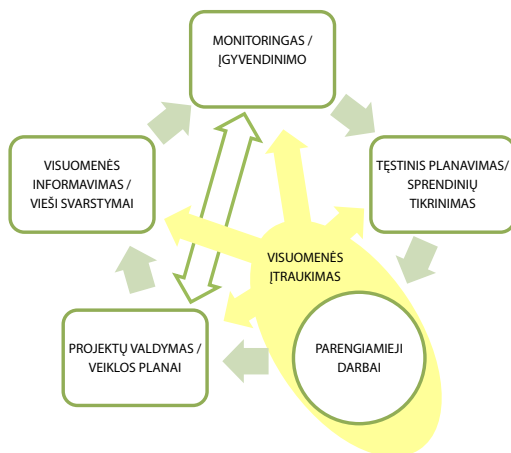 MONITORINGAS /
ĮGYVENDINIMO
VISUOMENĖS
INFORMAVIMAS /
VIEŠI SVARSTYMAI
TĘSTINIS PLANAVIMAS/
SPRENDINIŲ
TIKRINIMAS
VISUOMENĖS
ĮTRAUKIMAS
PROJEKTŲ VALDYMAS /
VEIKLOS PLANAI
PARENGIAMIEJI
DARBAI